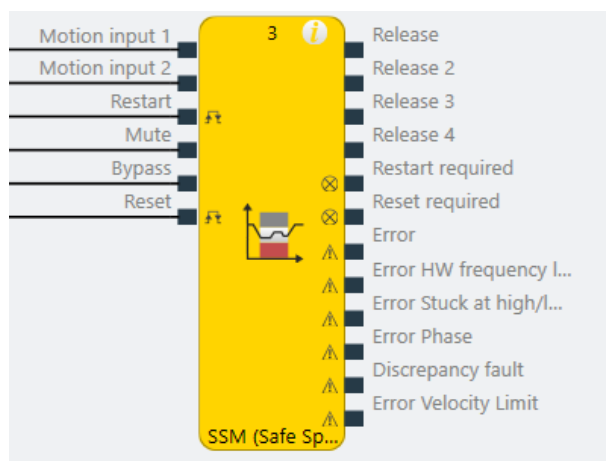 3 i
Motion input 1
Motion input 2
Restart
Mute
Bypass
Reset
Release
Release 2
Release 3
Release 4
Restart required
Reset required
Error
Error HW frequency l...
Error Stuck at high/l...
Error Phase
Discrepancy fault
Error Velocity Limit
SSM (Safe Sp...